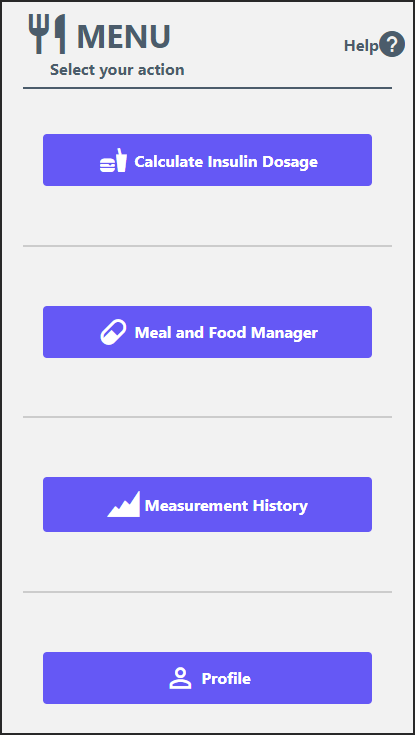 MENU
Help
Select your action
Calculate Insulin Dosage
Meal and Food Manager
Measurement History
Profile